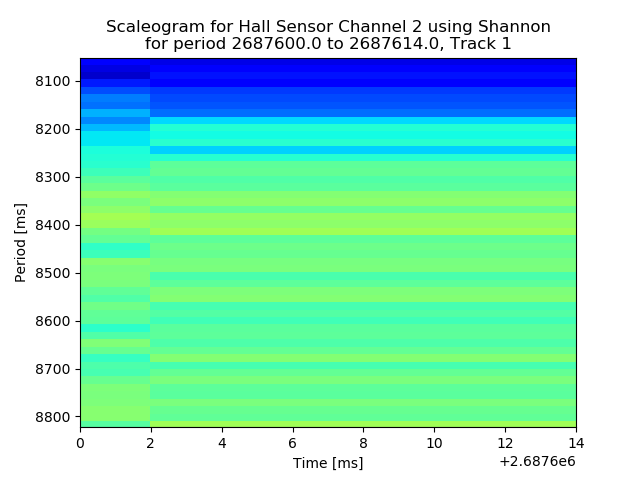 Scaleogram for Hall Sensor Channel 2 using Shannon
for period 2687600.0 to 2687614.0, Track 1
8100
8200
8300
8400
8500
8600
8700
8800
Period [ms]
0 2 4 6 8 10 12 14
Time [ms]
+2.6876e6